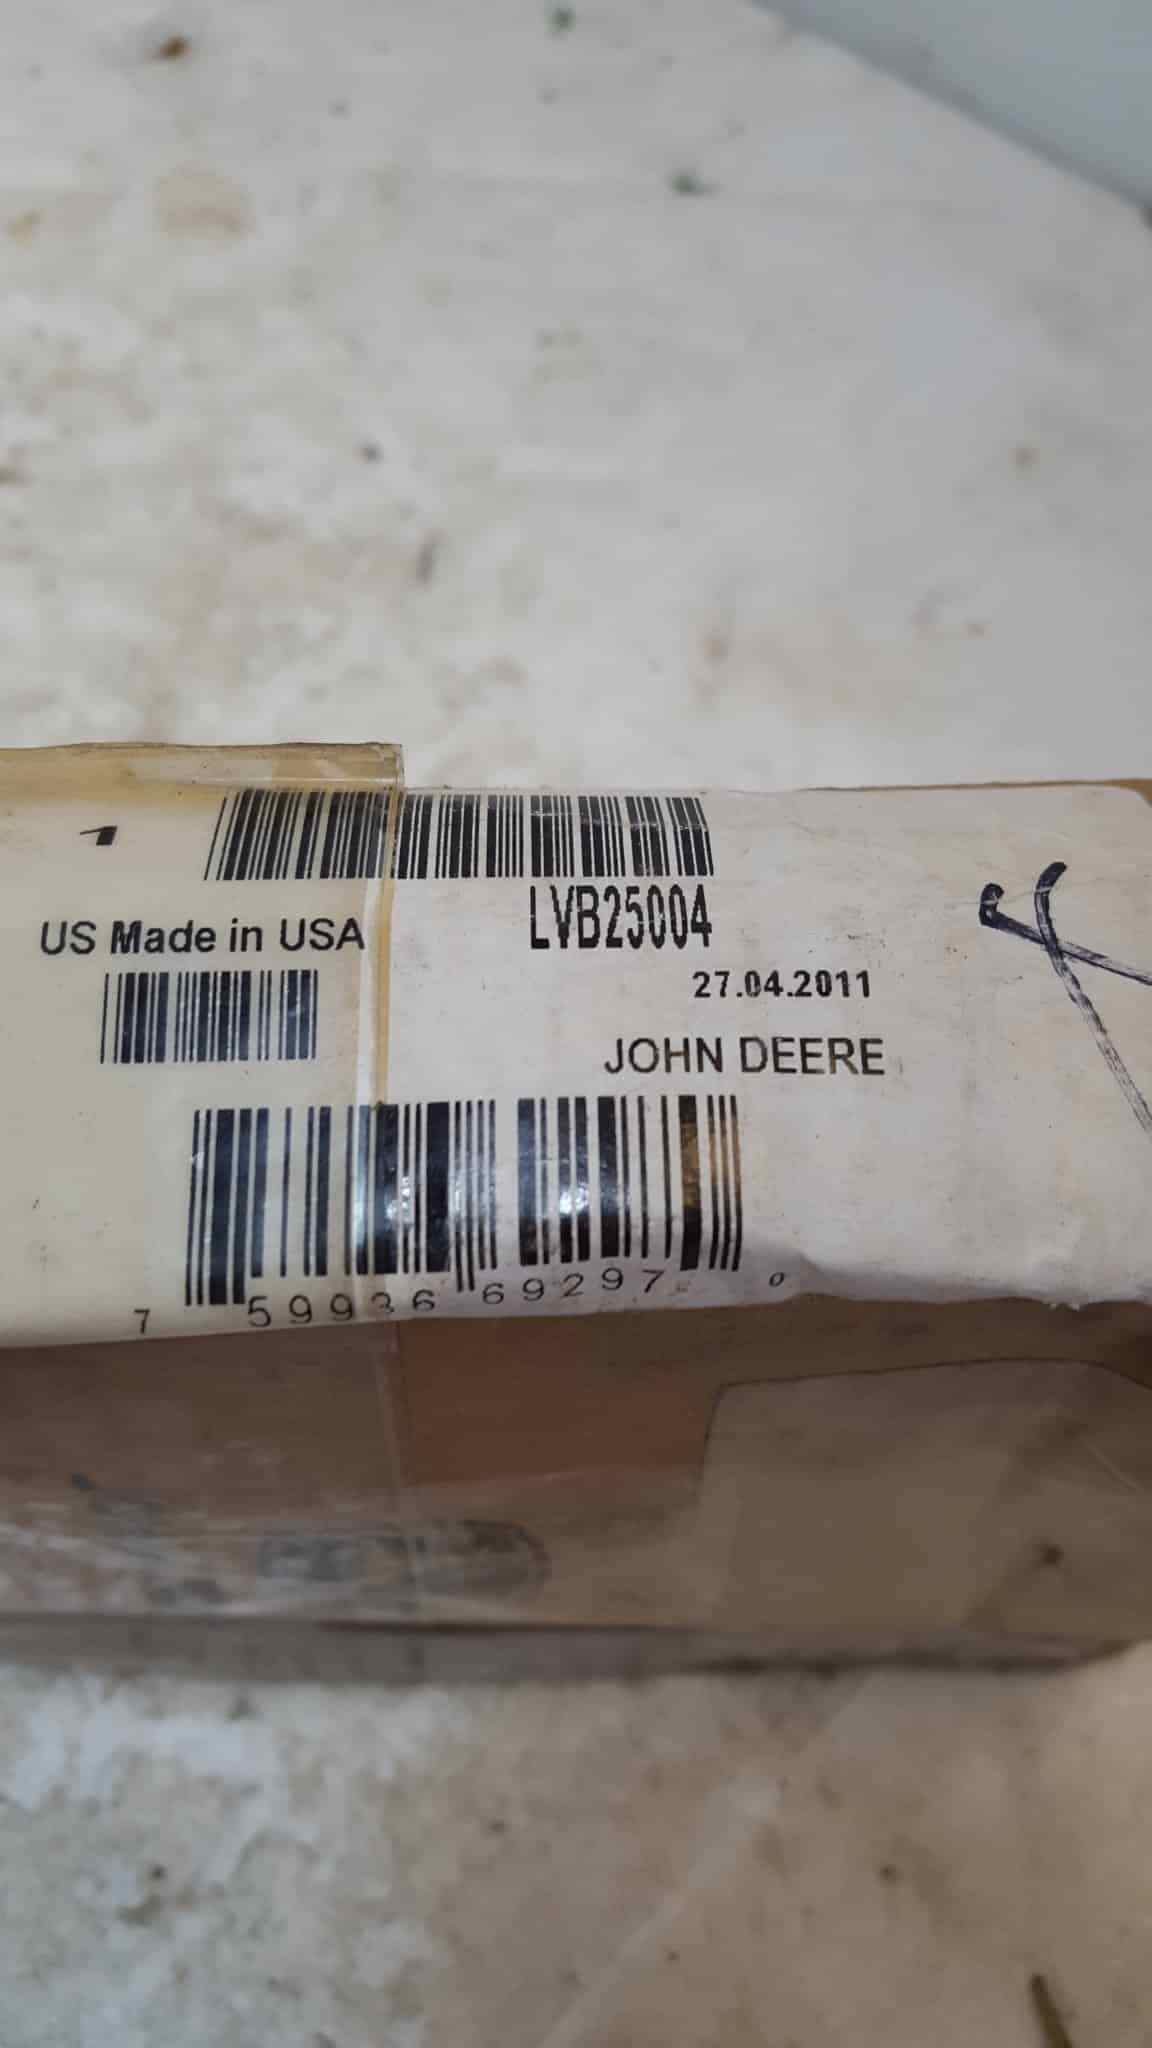 1
US Made in USA
LVB25004
27.04.2011
JOHN DEERE
7 59936 69297 0